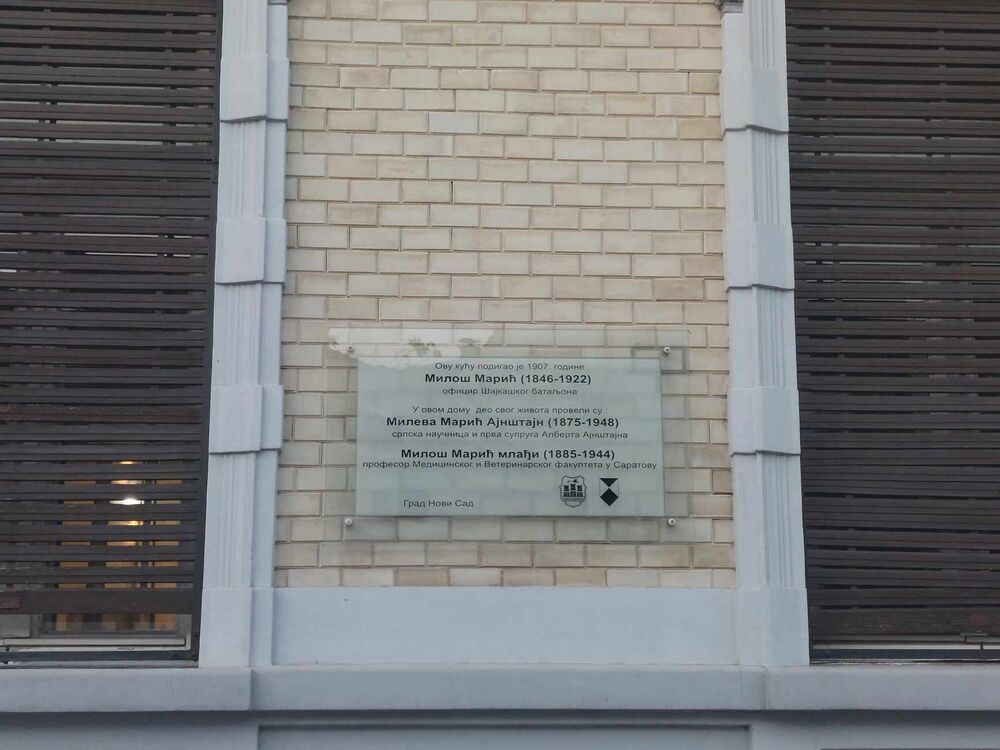 Ову кућу подигао је 1907. године
Милош Марић (1846-1922)
официр Шајкашког батаљона
У овом дому део свог живота провели су :
Милева Марић Ајнштајн (1875-1948)
српска научница и прва супруга Алберта Ајнштајна
Милош Марић млађи (1885-1944)
професор Медицинског и Ветеринарског факултета у Саратову
Град Нови Сад